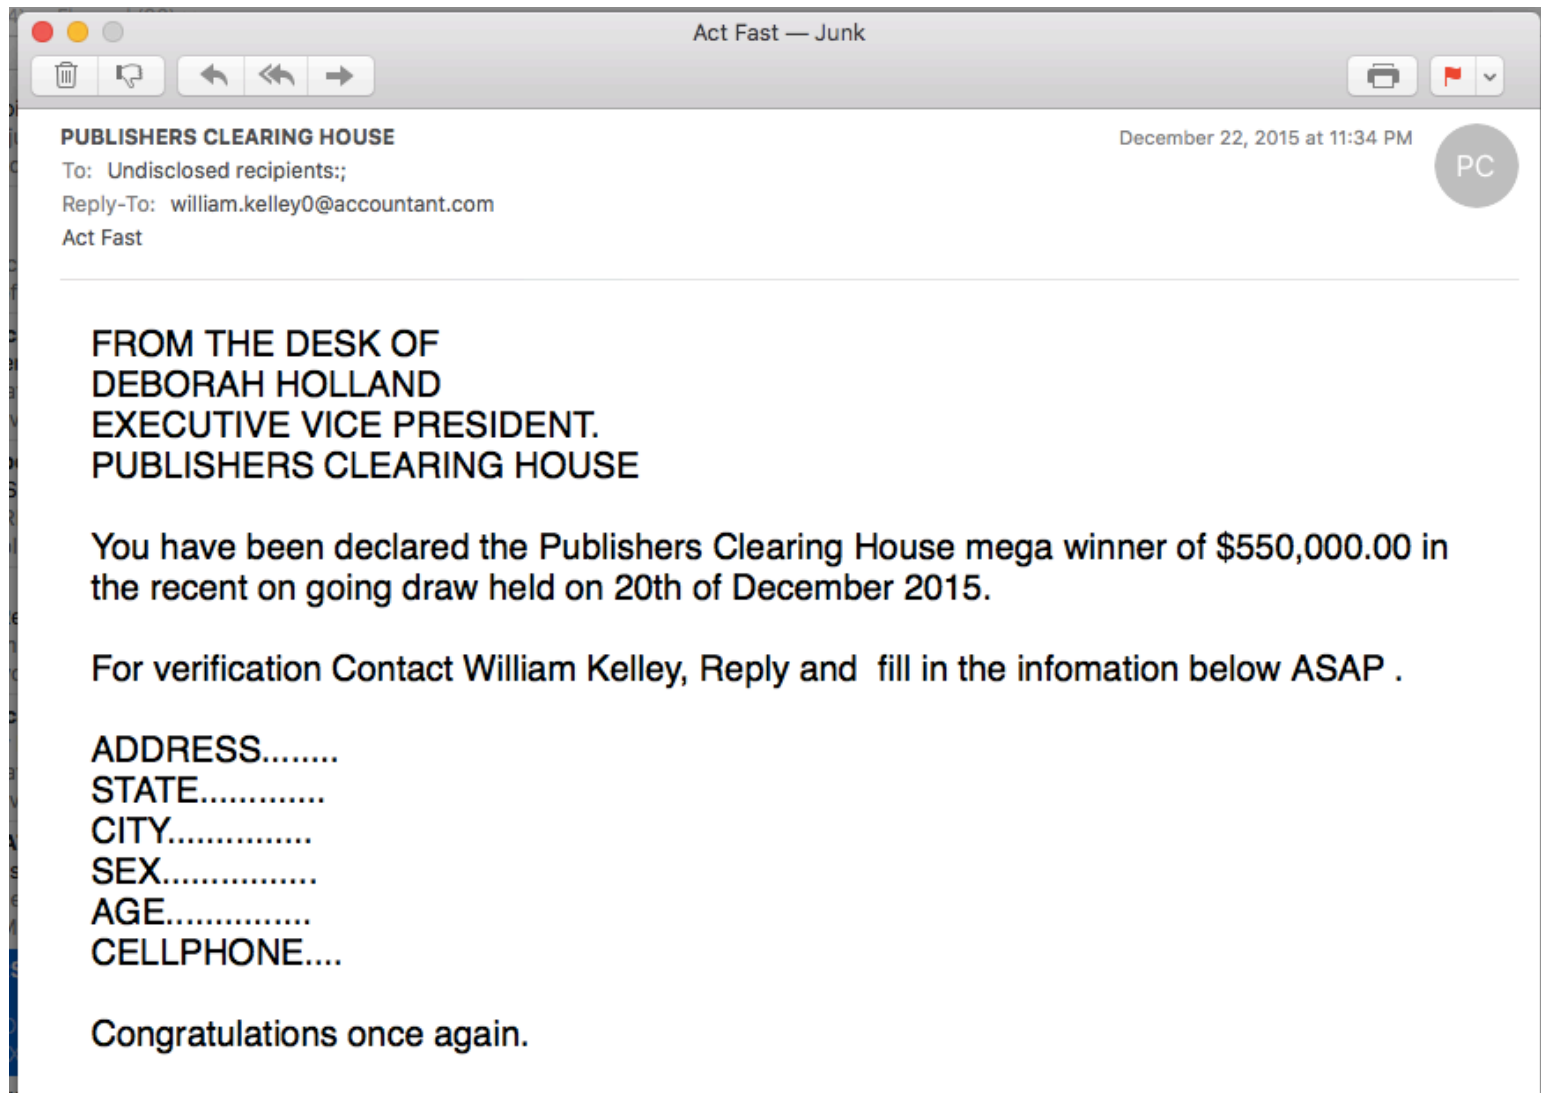 Act Fast — Junk
PUBLISHERS CLEARING HOUSE
December 22, 2015 at 11:34 PM
PC
To: Undisclosed recipients:;
Reply-To: william.kelley0@accountant.com
Act Fast
FROM THE DESK OF
DEBORAH HOLLAND
EXECUTIVE VICE PRESIDENT.
PUBLISHERS CLEARING HOUSE
You have been declared the Publishers Clearing House mega winner of $550,000.00 in
the recent on going draw held on 20th of December 2015.
For verification Contact William Kelley, Reply and  fill in the infomation below ASAP .
ADDRESS........
STATE.............
CITY...............
SEX................
AGE...............
CELLPHONE....
Congratulations once again.